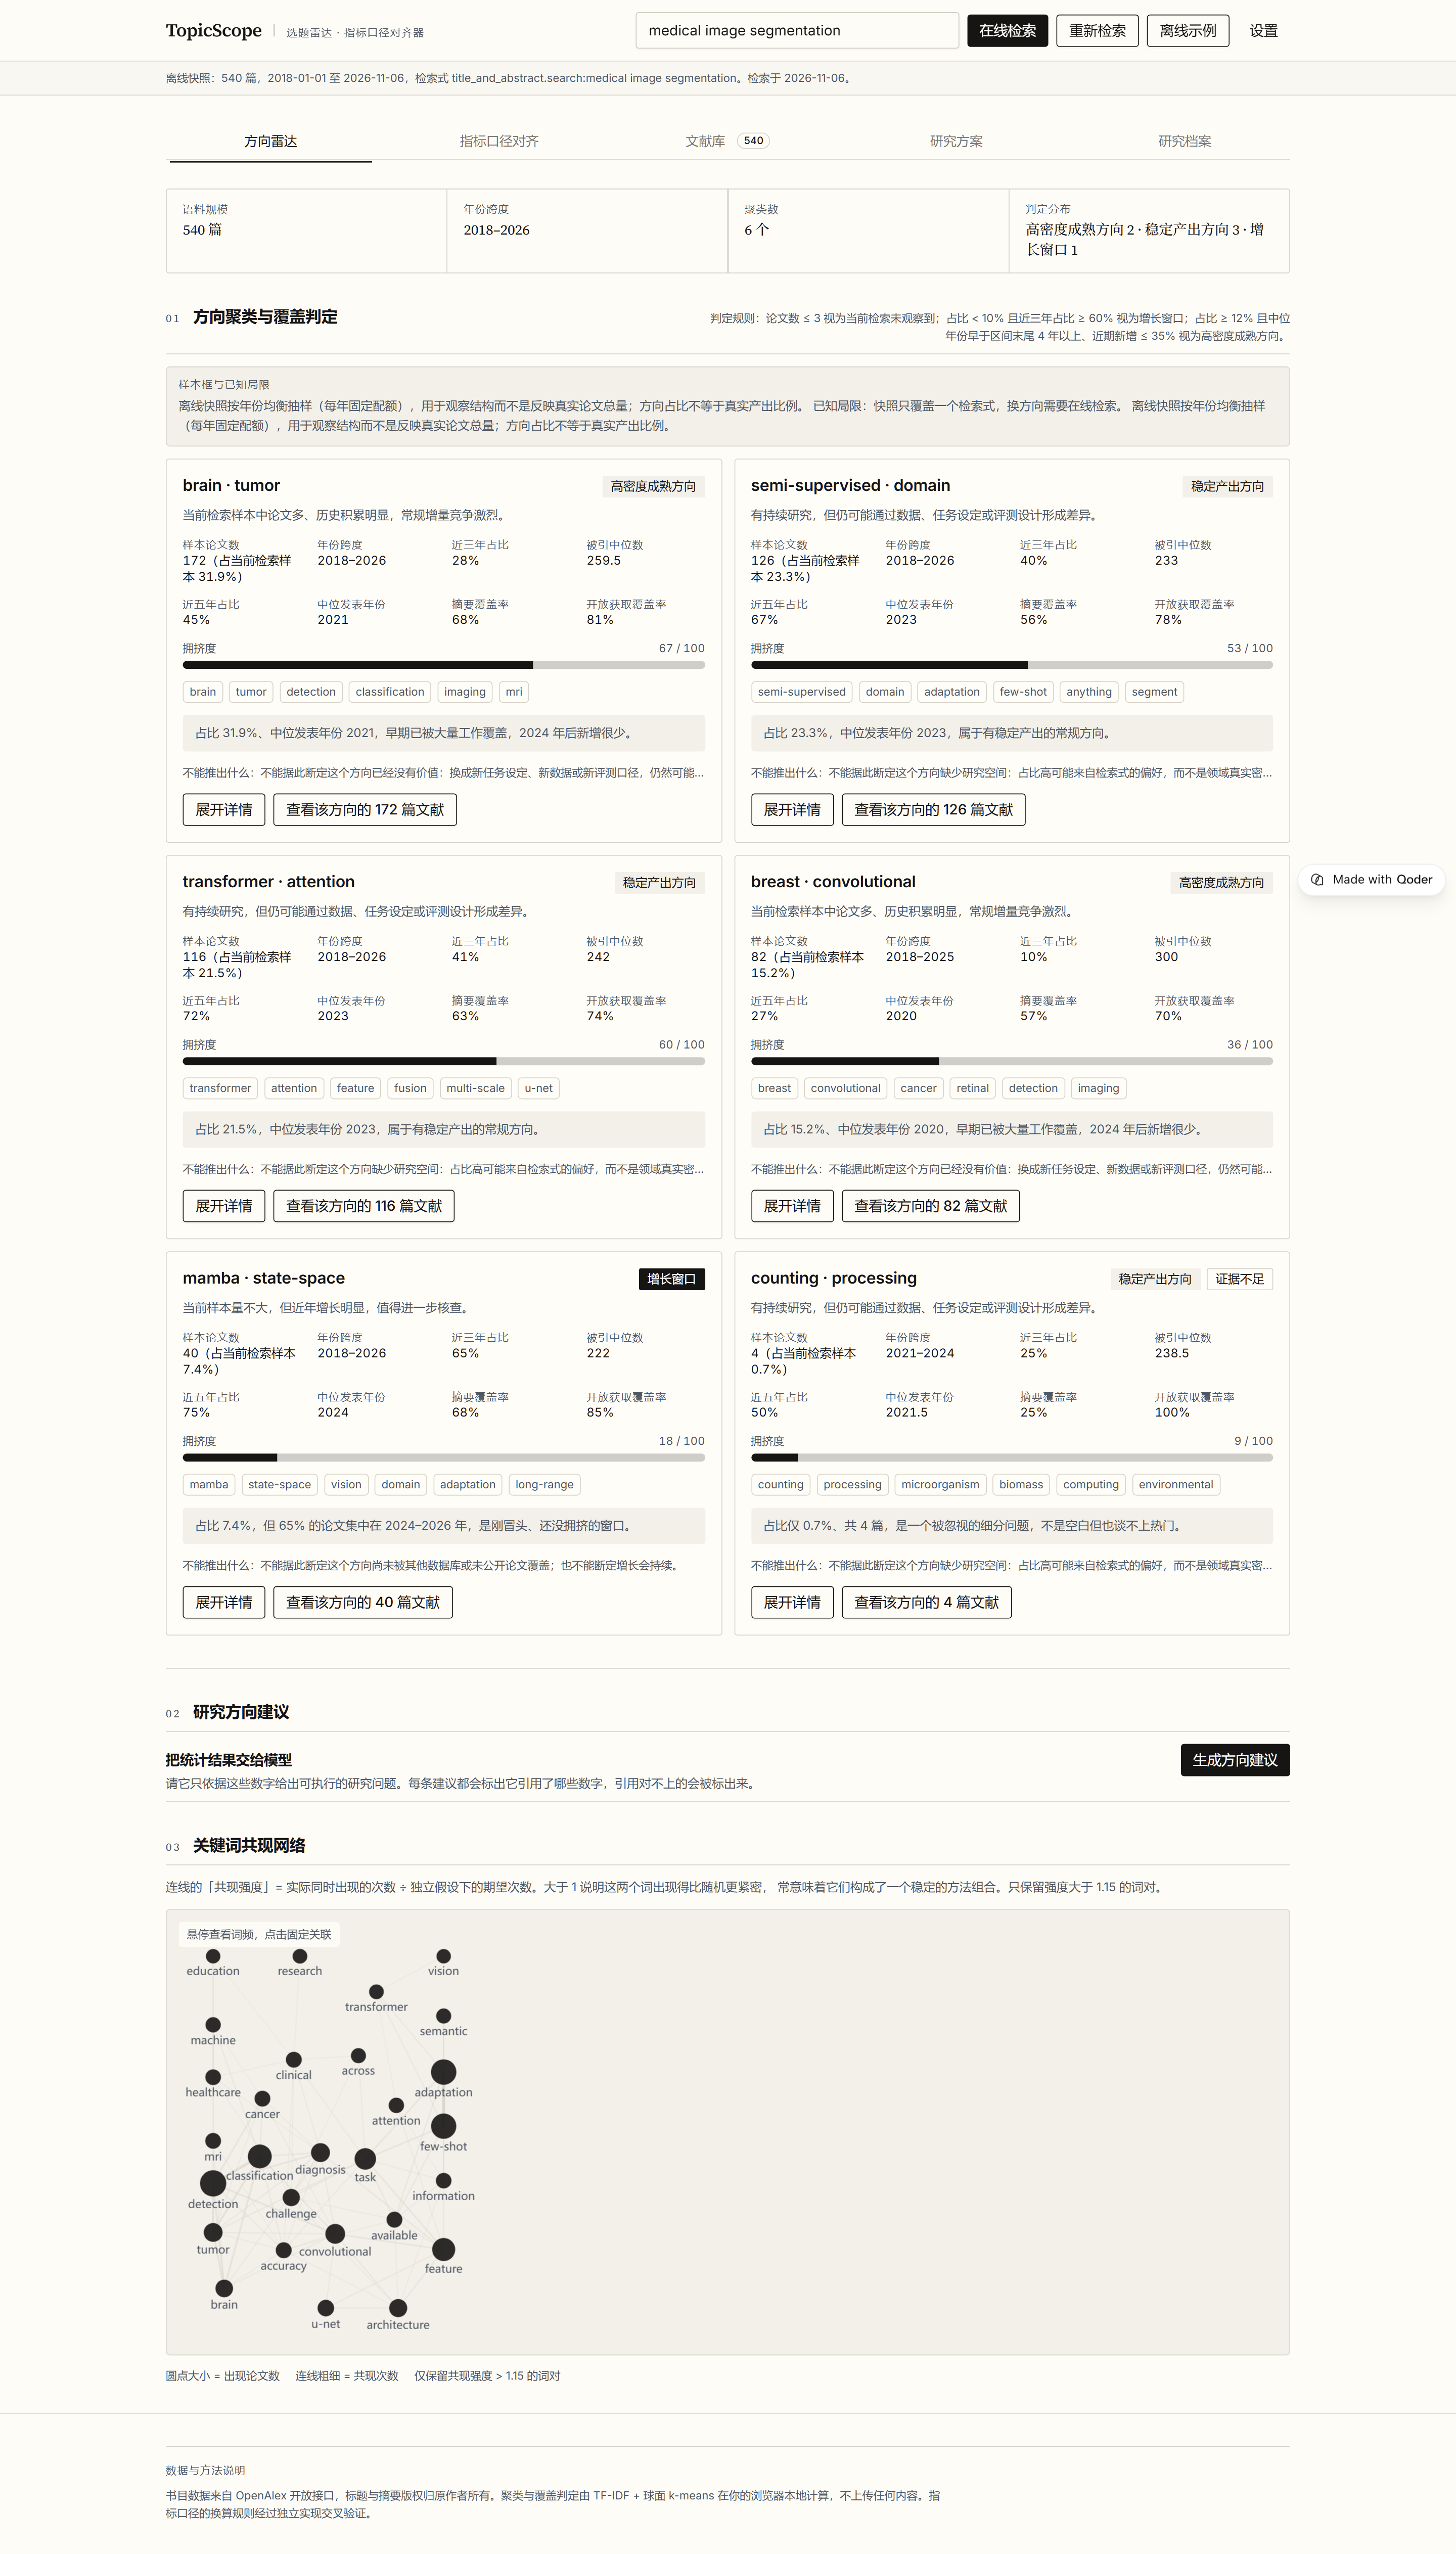 TopicScope
选题雷达 · 指标口径对齐器
medical image segmentation
在线检索
重新检索
离线示例
设置
离线快照：540 篇，2018-01-01 至 2026-11-06，检索式 title_and_abstract.search:medical image segmentation。检索于 2026-11-06。
方向雷达
指标口径对齐
文献库 540
研究方案
研究档案
语料规模
540 篇
年份跨度
2018–2026
聚类数
6 个
判定分布
高密度成熟方向 2 · 稳定产出方向 3 · 增
长窗口 1
01 方向聚类与覆盖判定
判定规则：论文数 ≤ 3 视为当前检索未观察到；占比 < 10% 且近三年占比 ≥ 60% 视为增长窗口；占比 ≥ 12% 且中位
年份早于区间末尾 4 年以上、近期新增 ≤ 35% 视为高密度成熟方向。
样本框与已知局限
离线快照按年份均衡抽样（每年固定配额），用于观察结构而不是反映真实论文总量；方向占比不等于真实产出比例。 已知局限：快照只覆盖一个检索式，换方向需要在线检索。 离线快照按年份均衡抽样
（每年固定配额），用于观察结构而不是反映真实论文总量；方向占比不等于真实产出比例。
brain · tumor
高密度成熟方向
当前检索样本中论文多、历史积累明显，常规增量竞争激烈。
样本论文数
172（占当前检索样
本 31.9%）
年份跨度
2018–2026
近三年占比
28%
被引中位数
259.5
近五年占比
45%
中位发表年份
2021
摘要覆盖率
68%
开放获取覆盖率
81%
拥挤度
67 / 100
brain
tumor
detection
classification
imaging
mri
占比 31.9%、中位发表年份 2021，早期已被大量工作覆盖，2024 年后新增很少。
不能推出什么：不能据此断定这个方向已经没有价值：换成新任务设定、新数据或新评测口径，仍然可能...
展开详情
查看该方向的 172 篇文献
semi-supervised · domain
稳定产出方向
有持续研究，但仍可能通过数据、任务设定或评测设计形成差异。
样本论文数
126（占当前检索样
本 23.3%）
年份跨度
2018–2026
近三年占比
40%
被引中位数
233
近五年占比
67%
中位发表年份
2023
摘要覆盖率
56%
开放获取覆盖率
78%
拥挤度
53 / 100
semi-supervised
domain
adaptation
few-shot
anything
segment
占比 23.3%，中位发表年份 2023，属于有稳定产出的常规方向。
不能推出什么：不能据此断定这个方向缺少研究空间：占比高可能来自检索式的偏好，而不是领域真实密...
展开详情
查看该方向的 126 篇文献
transformer · attention
稳定产出方向
有持续研究，但仍可能通过数据、任务设定或评测设计形成差异。
样本论文数
116（占当前检索样
本 21.5%）
年份跨度
2018–2026
近三年占比
41%
被引中位数
242
近五年占比
72%
中位发表年份
2023
摘要覆盖率
63%
开放获取覆盖率
74%
拥挤度
60 / 100
transformer
attention
feature
fusion
multi-scale
u-net
占比 21.5%，中位发表年份 2023，属于有稳定产出的常规方向。
不能推出什么：不能据此断定这个方向缺少研究空间：占比高可能来自检索式的偏好，而不是领域真实密...
展开详情
查看该方向的 116 篇文献
breast · convolutional
高密度成熟方向
当前检索样本中论文多、历史积累明显，常规增量竞争激烈。
样本论文数
82（占当前检索样本
15.2%）
年份跨度
2018–2025
近三年占比
10%
被引中位数
300
近五年占比
27%
中位发表年份
2020
摘要覆盖率
57%
开放获取覆盖率
70%
拥挤度
36 / 100
breast
convolutional
cancer
retinal
detection
imaging
占比 15.2%、中位发表年份 2020，早期已被大量工作覆盖，2024 年后新增很少。
不能推出什么：不能据此断定这个方向已经没有价值：换成新任务设定、新数据或新评测口径，仍然可能...
展开详情
查看该方向的 82 篇文献
Made with Qoder
mamba · state-space
增长窗口
当前样本量不大，但近年增长明显，值得进一步核查。
样本论文数
40（占当前检索样本
7.4%）
年份跨度
2018–2026
近三年占比
65%
被引中位数
222
近五年占比
75%
中位发表年份
2024
摘要覆盖率
68%
开放获取覆盖率
85%
拥挤度
18 / 100
mamba
state-space
vision
domain
adaptation
long-range
占比 7.4%，但 65% 的论文集中在 2024–2026 年，是刚冒头、还没拥挤的窗口。
不能推出什么：不能据此断定这个方向尚未被其他数据库或未公开论文覆盖；也不能断定增长会持续。
展开详情
查看该方向的 40 篇文献
counting · processing
稳定产出方向
证据不足
有持续研究，但仍可能通过数据、任务设定或评测设计形成差异。
样本论文数
4（占当前检索样本
0.7%）
年份跨度
2021–2024
近三年占比
25%
被引中位数
238.5
近五年占比
50%
中位发表年份
2021.5
摘要覆盖率
25%
开放获取覆盖率
100%
拥挤度
9 / 100
counting
processing
microorganism
biomass
computing
environmental
占比仅 0.7%、共 4 篇，是一个被忽视的细分问题，不是空白但也谈不上热门。
不能推出什么：不能据此断定这个方向缺少研究空间：占比高可能来自检索式的偏好，而不是领域真实密...
展开详情
查看该方向的 4 篇文献
02 研究方向建议
把统计结果交给模型
请它只依据这些数字给出可执行的研究问题。每条建议都会标出它引用了哪些数字，引用对不上的会被标出来。
生成方向建议
03 关键词共现网络
连线的「共现强度」= 实际同时出现的次数 ÷ 独立假设下的期望次数。大于 1 说明这两个词出现得比随机更紧密， 常意味着它们构成了一个稳定的方法组合。只保留强度大于 1.15 的词对。
悬停查看词频，点击固定关联
education
research
vision
transformer
semantic
machine
across
clinical
healthcare
adaptation
cancer
attention
few-shot
mri
diagnosis
classification
task
information
detection
challenge
available
tumor
convolutional
accuracy
feature
brain
u-net
architecture
圆点大小 = 出现论文数
连线粗细 = 共现次数
仅保留共现强度 > 1.15 的词对
数据与方法说明
书目数据来自 OpenAlex 开放接口，标题与摘要版权归原作者所有。聚类与覆盖判定由 TF-IDF + 球面 k-means 在你的浏览器本地计算，不上传任何内容。指
标口径的换算规则经过独立实现交叉验证。